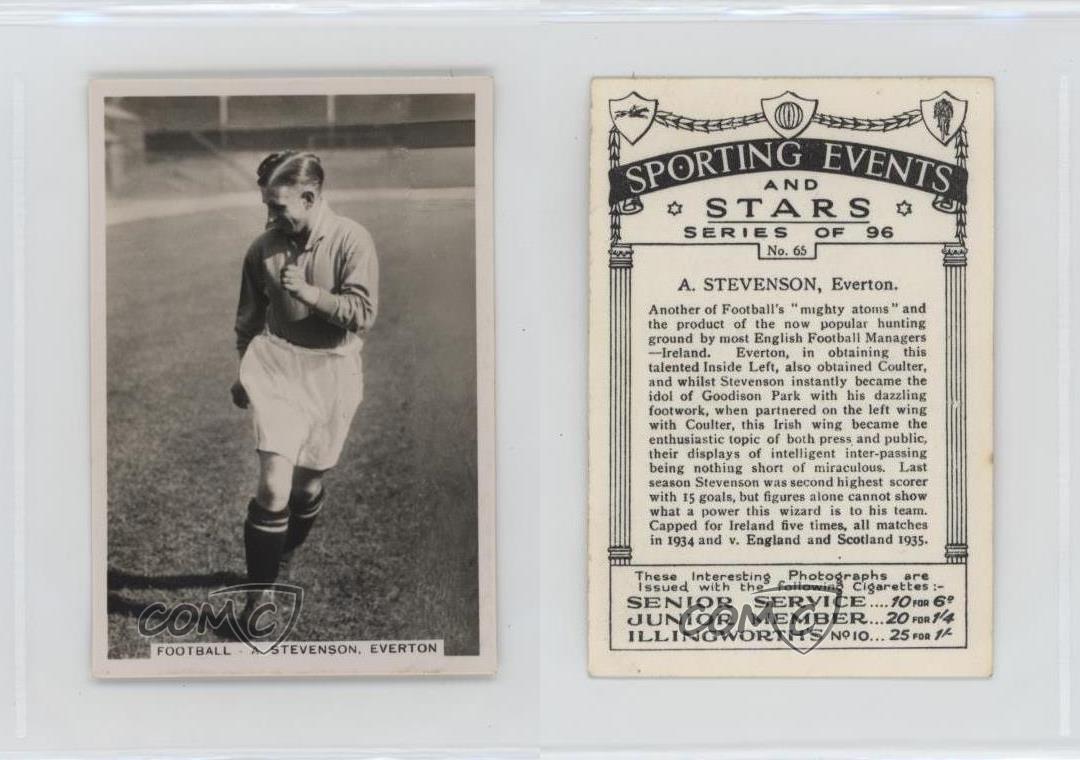 FOOTBALL - A. STEVENSON, EVERTON
COMC
SPORTING EVENTS
AND
STARS
SERIES OF 96
No. 65
A. STEVENSON, Everton.
Another of Football's "mighty atoms" and
the product of the now popular hunting
ground by most English Football Managers
—Ireland. Everton, in obtaining this
talented Inside Left, also obtained Coulter,
and whilst Stevenson instantly became the
idol of Goodison Park with his dazzling
footwork, when partnered on the left wing
with Coulter, this Irish wing became the
enthusiastic topic of both press and public,
their displays of intelligent inter-passing
being nothing short of miraculous. Last
season Stevenson was second highest scorer
with 15 goals, but figures alone cannot show
what a power this wizard is to his team.
Capped for Ireland five times, all matches
in 1934 and v. England and Scotland 1935.
These Interesting Photographs are
Issued with the following Cigarettes:-
SENIOR SERVICE....10 FOR 6D
JUNIOR MEMBER...20 FOR 1/4
ILLINGWORTH'S No 10...25 FOR 1/-
COMC